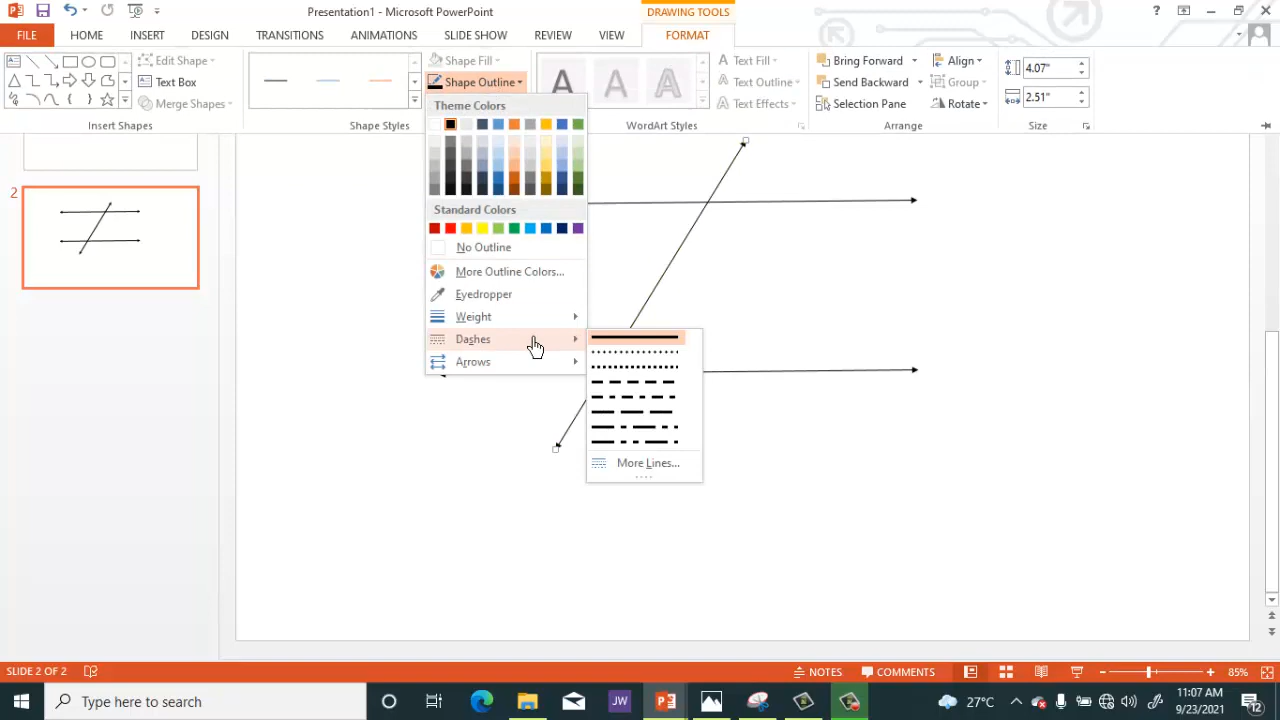 Presentation1 - Microsoft PowerPoint
DRAWING TOOLS
?
FILE
HOME
INSERT
DESIGN
TRANSITIONS
ANIMATIONS
SLIDE SHOW
REVIEW
VIEW
FORMAT
Edit Shape
Text Box
Merge Shapes
Insert Shapes
Shape Fill
Shape Outline
Shape Styles
A A A
Text Fill
Text Outline
Text Effects
WordArt Styles
Bring Forward
Send Backward
Selection Pane
Align
Group
Rotate
Arrange
4.07"
2.51"
Size
Theme Colors
Standard Colors
No Outline
More Outline Colors...
Eyedropper
Weight
Dashes
Arrows
More Lines...
2
SLIDE 2 OF 2
NOTES
COMMENTS
85%
Type here to search
JW
27°C
11:07 AM
9/23/2021
12